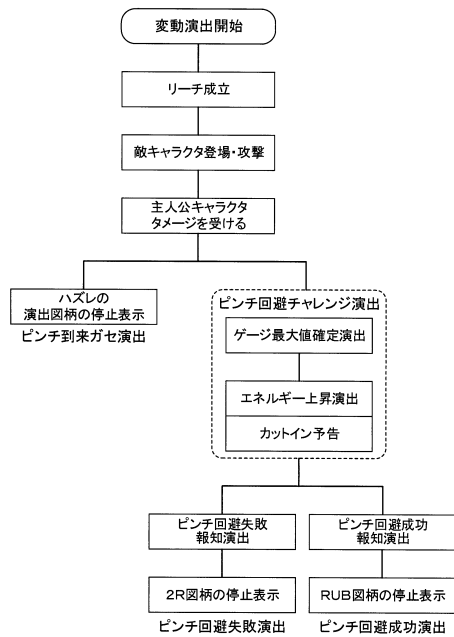 変動演出開始
リーチ成立
敵キャラクタ登場・攻撃
主人公キャラクタ
タメージを受ける
ハズレの
演出図柄の停止表示
ピンチ到来ガセ演出
ピンチ回避チャレンジ演出
ゲージ最大値確定演出
エネルギー上昇演出
カットイン予告
ピンチ回避失敗
報知演出
2R図柄の停止表示
ピンチ回避失敗演出
ピンチ回避成功
報知演出
RUB図柄の停止表示
ピンチ回避成功演出